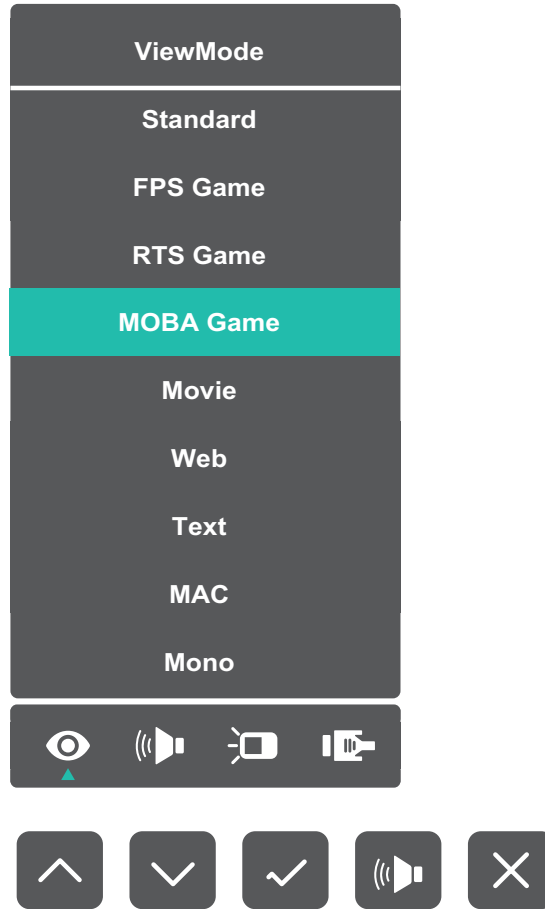 ViewMode
Standard
FPS Game
RTS Game
MOBA Game
Movie
Web
Text
MAC
Mono